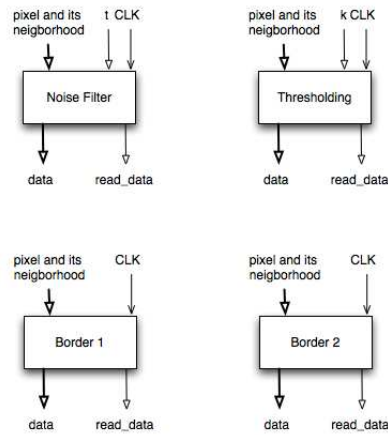 pixel and its
neigborhood
t CLK
Noise Filter
data
read_data
pixel and its
neigborhood
k CLK
Thresholding
data
read_data
pixel and its
neigborhood
CLK
Border 1
data
read_data
pixel and its
neigborhood
CLK
Border 2
data
read_data